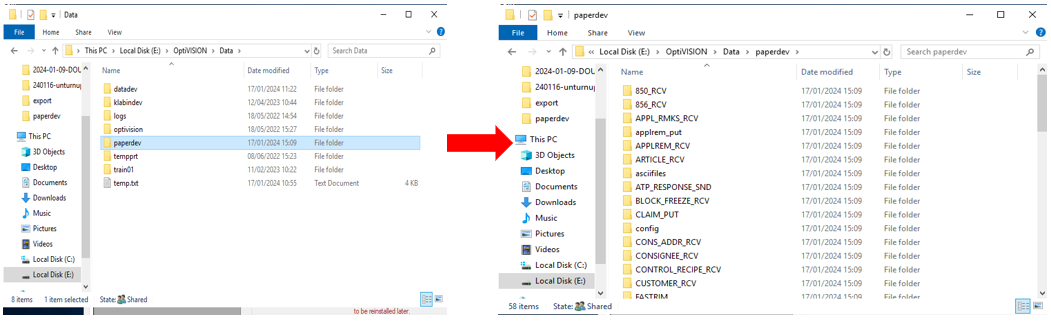 Data
File Home Share View
This PC > Local Disk (E:) > OptiVISION > Data >
Search Data
Name Date modified Type Size
2024-01-09-DOU
240116-unturnup
export
paperdev
This PC
3D Objects
Desktop
Documents
Downloads
Music
Pictures
Videos
Local Disk (C:)
Local Disk (E:)
datadev 17/01/2024 11:22 File folder
klabindev 12/04/2023 10:44 File folder
logs 18/05/2022 14:54 File folder
optivision 18/05/2022 15:27 File folder
paperdev 17/01/2024 15:09 File folder
tempprt 08/06/2022 15:23 File folder
train01 11/02/2023 10:22 File folder
temp.txt 17/01/2024 10:55 Text Document 4 KB
8 items 1 item selected State: Shared
to be reinstalled later.
paperdev
File Home Share View
« Local Disk (E:) > OptiVISION > Data > paperdev >
Search paperdev
Name Date modified Type Size
2024-01-09-DOU
240116-unturnup
export
paperdev
This PC
3D Objects
Desktop
Documents
Downloads
Music
Pictures
Videos
Local Disk (C:)
Local Disk (E:)
850_RCV 17/01/2024 15:09 File folder
856_RCV 17/01/2024 15:09 File folder
APPL_RMKS_RCV 17/01/2024 15:09 File folder
applrem_put 17/01/2024 15:09 File folder
APPLREM_RCV 17/01/2024 15:09 File folder
ARTICLE_RCV 17/01/2024 15:09 File folder
asciifiles 17/01/2024 15:09 File folder
ATP_RESPONSE_SND 17/01/2024 15:09 File folder
BLOCK_FREEZE_RCV 17/01/2024 15:09 File folder
CLAIM_PUT 17/01/2024 15:09 File folder
config 17/01/2024 15:09 File folder
CONS_ADDR_RCV 17/01/2024 15:09 File folder
CONSIGNEE_RCV 17/01/2024 15:09 File folder
CONTROL_RECIPE_RCV 17/01/2024 15:09 File folder
CUSTOMER_RCV 17/01/2024 15:09 File folder
FASTRIM 17/01/2024 15:09 File folder
58 items State: Shared